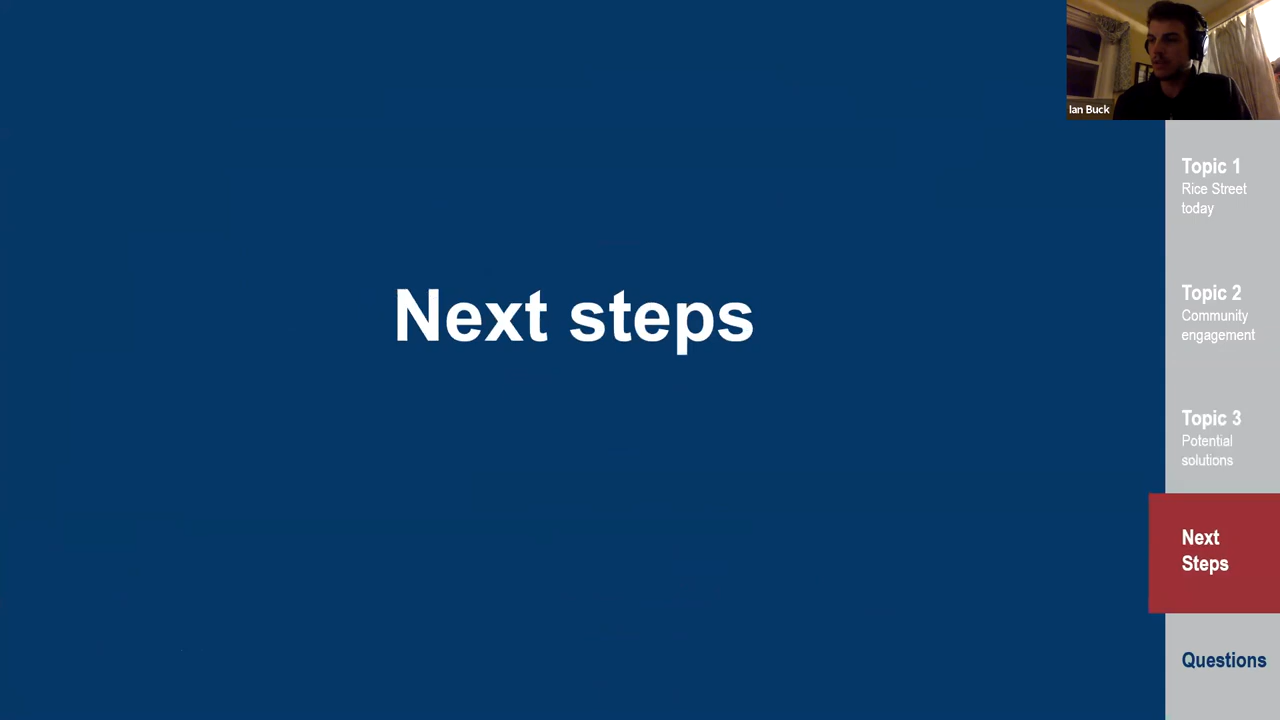 Ian Buck
Next steps
Topic 1
Rice Street
today
Topic 2
Community
engagement
Topic 3
Potential
solutions
Next
Steps
Questions